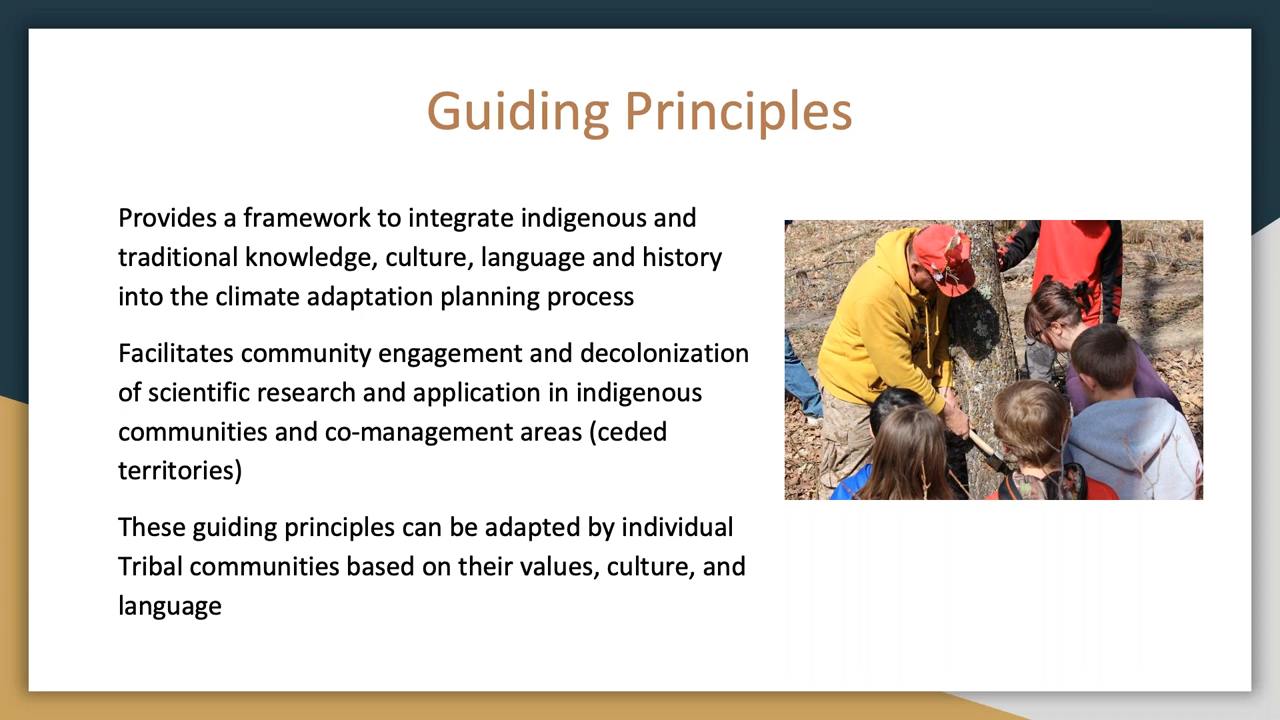 Guiding Principles
Provides a framework to integrate indigenous and
traditional knowledge, culture, language and history
into the climate adaptation planning process
Facilitates community engagement and decolonization
of scientific research and application in indigenous
communities and co-management areas (ceded
territories)
These guiding principles can be adapted by individual
Tribal communities based on their values, culture, and
language